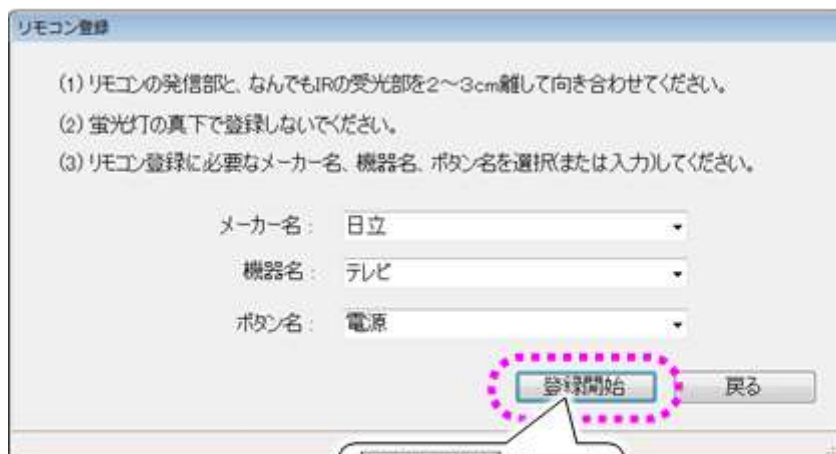 リモコン登録
(1)リモコンの発信部と、なんでもIRの受光部を2～3cm離して向き合わせてください。
(2)蛍光灯の真下で登録しないでください。
(3)リモコン登録に必要なメーカー名、機器名、ボタン名を選択(または入力)してください。
メーカー名： 日立
機器名： テレビ
ボタン名： 電源
登録開始 戻る